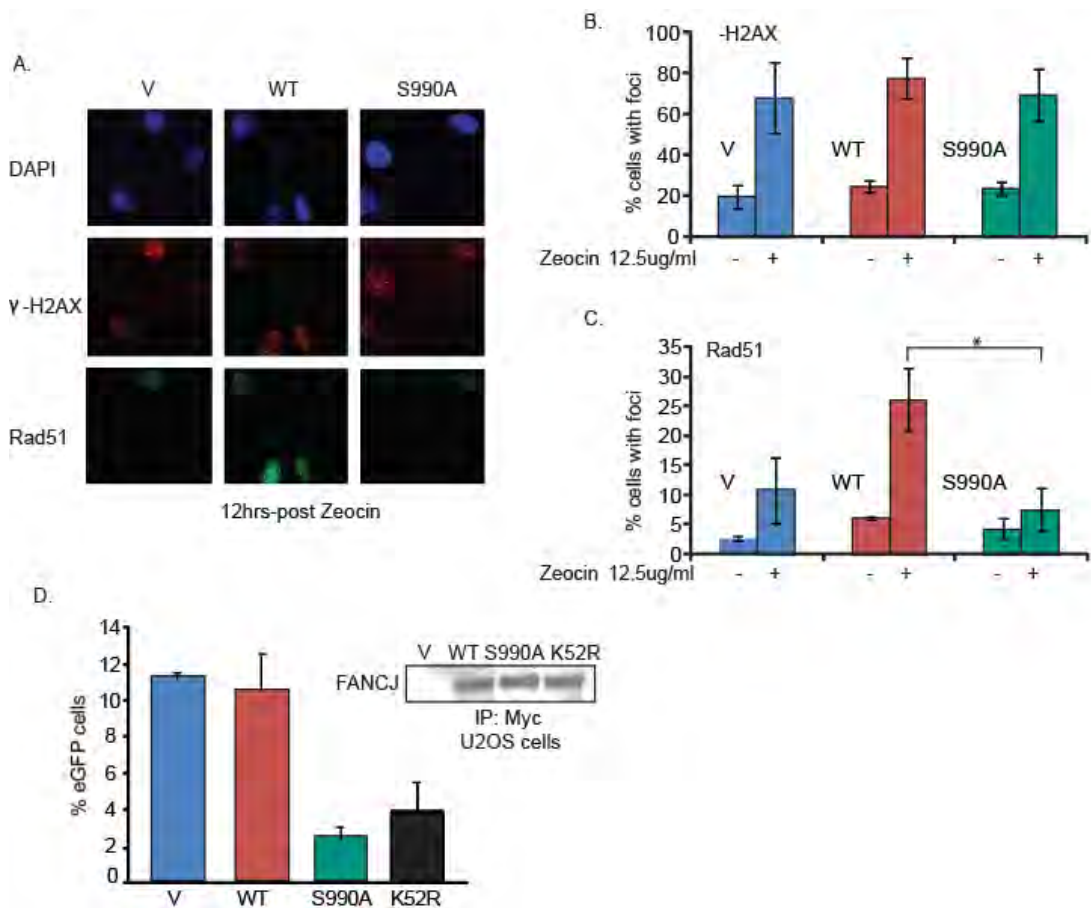 A.
V WT S990A
DAPI
γ-H2AX
Rad51
12hrs-post Zeocin
B.
-H2AX
% cells with foci
100
80
60
40
20
0
V WT S990A
Zeocin 12.5ug/ml - + - + - +
C.
Rad51
*
% cells with foci
35
30
25
20
15
10
5
0
V WT S990A
Zeocin 12.5ug/ml - + - + - +
D.
% eGFP cells
14
12
10
8
6
4
2
0
V WT S990A K52R
V WT S990A K52R
FANCJ
IP: Myc
U2OS cells